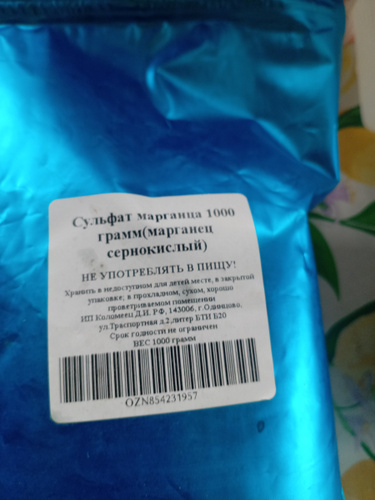 Сульфат марганца 1000
грамм(марганец
сернокислый)
НЕ УПОТРЕБЛЯТЬ В ПИЩУ!
Хранить в недоступном для детей месте, в закрытой
упаковке, в прохладном, сухом, хорошо
проветриваемом помещении
ИП Коломеец Д.И. РФ, 143006, г.Одинцово,
ул.Траспортная д.2,литер БТИ Б20
Срок годности не ограничен
ВЕС 1000 грамм
OZN854231957